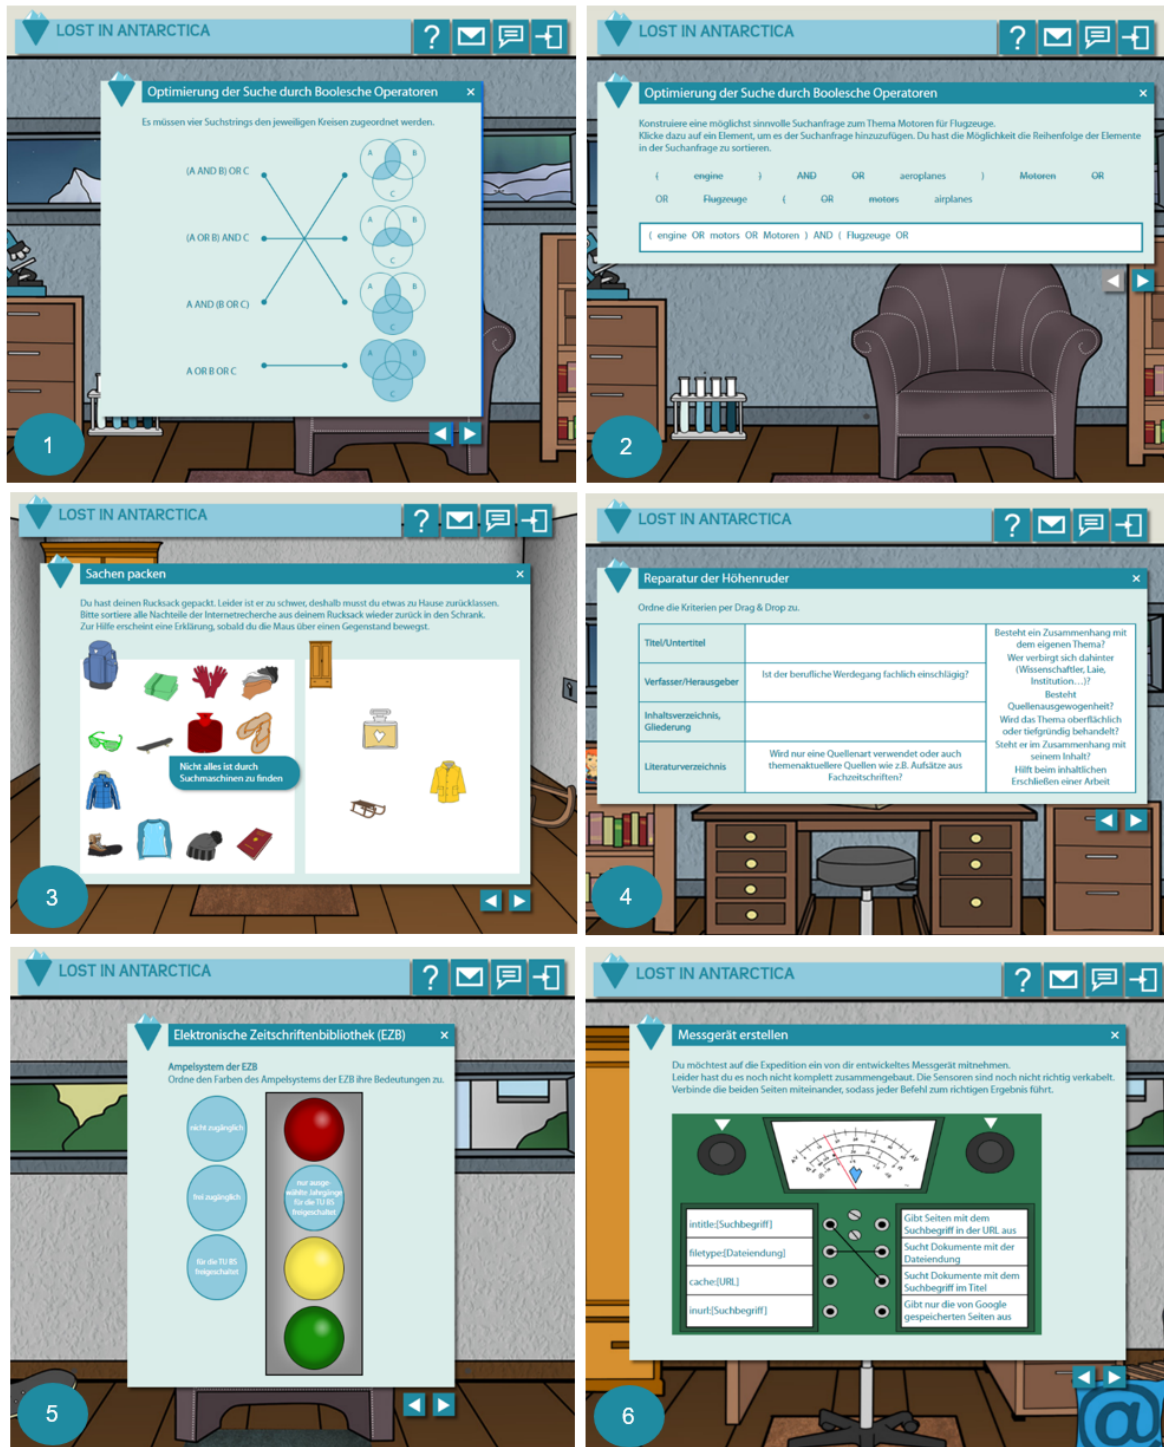 LOST IN ANTARCTICA
?
Optimierung der Suche durch Boolesche Operatoren
×
Es müssen vier Suchstrings den jeweiligen Kreisen zugeordnet werden.
(A AND B) OR C
A B
C
(A OR B) AND C
A B
C
A AND (B OR C)
A B
C
A OR B OR C
A B
C
1
LOST IN ANTARCTICA
?
Optimierung der Suche durch Boolesche Operatoren
×
Konstruiere eine möglichst sinnvolle Suchanfrage zum Thema Motoren für Flugzeuge.
Klicke dazu auf ein Element, um es der Suchanfrage hinzuzufügen. Du hast die Möglichkeit die Reihenfolge der Elemente
in der Suchanfrage zu sortieren.
( engine ) AND OR aeroplanes ) Motoren OR
OR Flugzeuge ( OR motors airplanes
( engine OR motors OR Motoren ) AND ( Flugzeuge OR
2
LOST IN ANTARCTICA
?
Sachen packen
×
Du hast deinen Rucksack gepackt. Leider ist er zu schwer, deshalb musst du etwas zu Hause zurücklassen.
Bitte sortiere alle Nachteile der Internetrecherche aus deinem Rucksack wieder zurück in den Schrank.
Zur Hilfe erscheint eine Erklärung, sobald du die Maus über einen Gegenstand bewegst.
Nicht alles ist durch
Suchmaschinen zu finden
3
LOST IN ANTARCTICA
?
Reparatur der Höhenruder
×
Ordne die Kriterien per Drag & Drop zu.
Titel/Untertitel
Verfasser/Herausgeber
Ist der berufliche Werdegang fachlich einschlägig?
Inhaltsverzeichnis,
Gliederung
Literaturverzeichnis
Wird nur eine Quellenart verwendet oder auch
themenaktuellere Quellen wie z.B. Aufsätze aus
Fachzeitschriften?
Besteht ein Zusammenhang mit
dem eigenen Thema?
Wer verbirgt sich dahinter
(Wissenschaftler, Laie,
Institution…)?
Besteht
Quellenausgewogenheit?
Wird das Thema oberflächlich
oder tiefgründig behandelt?
Steht er im Zusammenhang mit
seinem Inhalt?
Hilft beim inhaltlichen
Erschließen einer Arbeit
4
LOST IN ANTARCTICA
?
Elektronische Zeitschriftenbibliothek (EZB)
×
Ampelsystem der EZB
Ordne den Farben des Ampelsystems der EZB ihre Bedeutungen zu.
nicht zugänglich
frei zugänglich
für die TU BS
freigeschaltet
nur ausge-
wählte Jahrgänge
für die TU BS
freigeschaltet
5
LOST IN ANTARCTICA
?
Messgerät erstellen
×
Du möchtest auf die Expedition ein von dir entwickeltes Messgerät mitnehmen.
Leider hast du es noch nicht komplett zusammengebaut. Die Sensoren sind noch nicht richtig verkabelt.
Verbinde die beiden Seiten miteinander, sodass jeder Befehl zum richtigen Ergebnis führt.
intitle:[Suchbegriff]
filetype:[Dateiendung]
cache:[URL]
inurl:[Suchbegriff]
Gibt Seiten mit dem
Suchbegriff in der URL aus
Sucht Dokumente mit der
Dateiendung
Sucht Dokumente mit dem
Suchbegriff im Titel
Gibt nur die von Google
gespeicherten Seiten aus
@
6